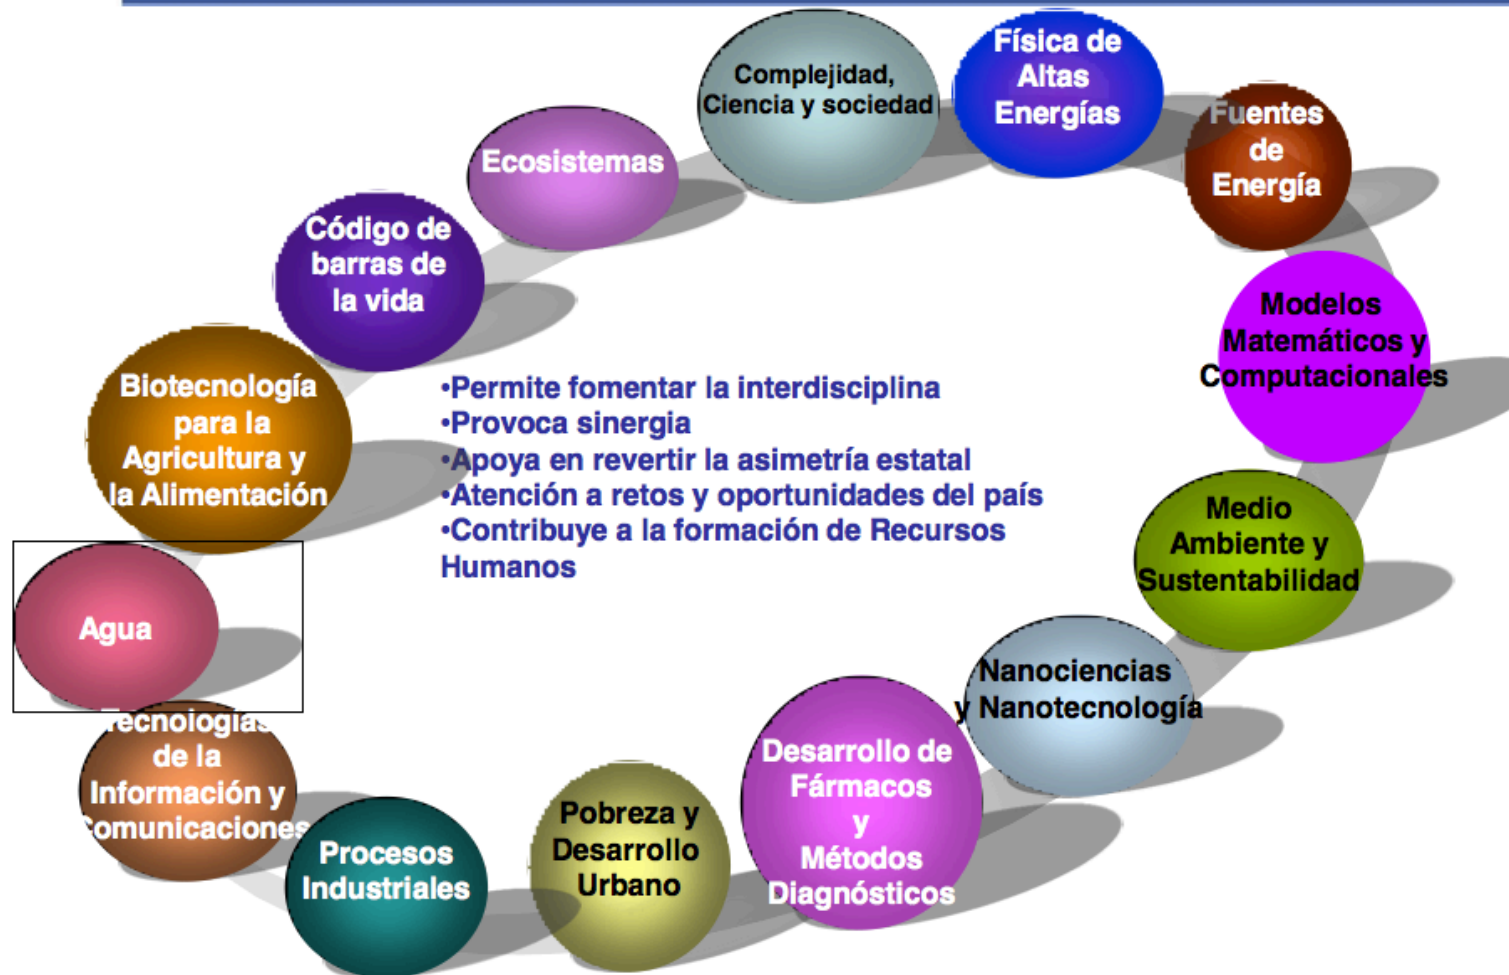 Complejidad,
Ciencia y sociedad
Física de
Altas
Energías
Fuentes
de
Energía
Modelos
Matemáticos y
Computacionales
Medio
Ambiente y
Sustentabilidad
Nanociencias
y Nanotecnología
Desarrollo de
Fármacos
y
Métodos
Diagnósticos
Pobreza y
Desarrollo
Urbano
Procesos
Industriales
Tecnologías
de la
Información y
Comunicaciones
Agua
Biotecnología
para la
Agricultura y
la Alimentación
Código de
barras de
la vida
Ecosistemas
•Permite fomentar la interdisciplina
•Provoca sinergia
•Apoya en revertir la asimetría estatal
•Atención a retos y oportunidades del país
•Contribuye a la formación de Recursos
Humanos